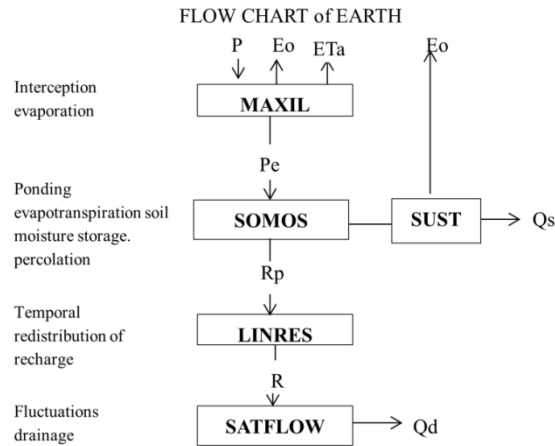 FLOW CHART of EARTH
P Eo ETa Eo
Interception
evaporation
MAXIL
Pe
Ponding
evapotranspiration soil
moisture storage.
percolation
SOMOS SUST Qs
Rp
Temporal
redistribution of
recharge
LINRES
R
Fluctuations
drainage
SATFLOW Qd